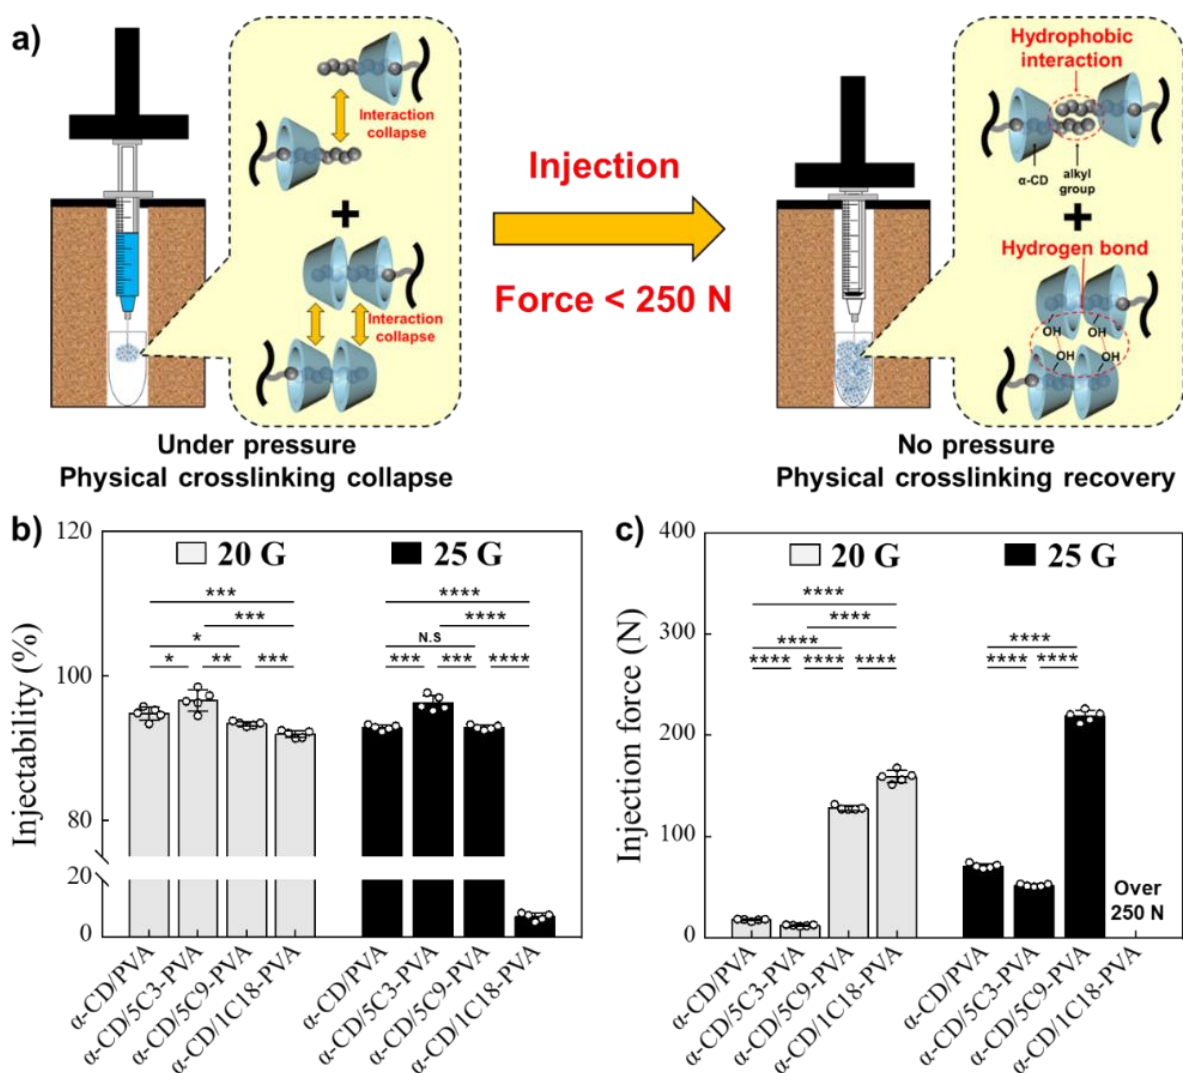 a)
Interaction
collapse
+
Interaction
collapse
Under pressure
Physical crosslinking collapse
Injection
Force < 250 N
Hydrophobic
interaction
α-CD
alkyl
group
+
Hydrogen bond
OH OH
OH OH
No pressure
Physical crosslinking recovery
b)
Injectability (%)
120
100
80
20
0
20 G
25 G
***
***
*
* ** ***
****
****
N.S
*** *** ****
α-CD/PVA
α-CD/5C3-PVA
α-CD/5C9-PVA
α-CD/1C18-PVA
α-CD/PVA
α-CD/5C3-PVA
α-CD/5C9-PVA
α-CD/1C18-PVA
c)
Injection force (N)
400
300
200
100
0
20 G
25 G
****
****
****
**** **** ****
****
**** ****
Over
250 N
α-CD/PVA
α-CD/5C3-PVA
α-CD/5C9-PVA
α-CD/1C18-PVA
α-CD/PVA
α-CD/5C3-PVA
α-CD/5C9-PVA
α-CD/1C18-PVA